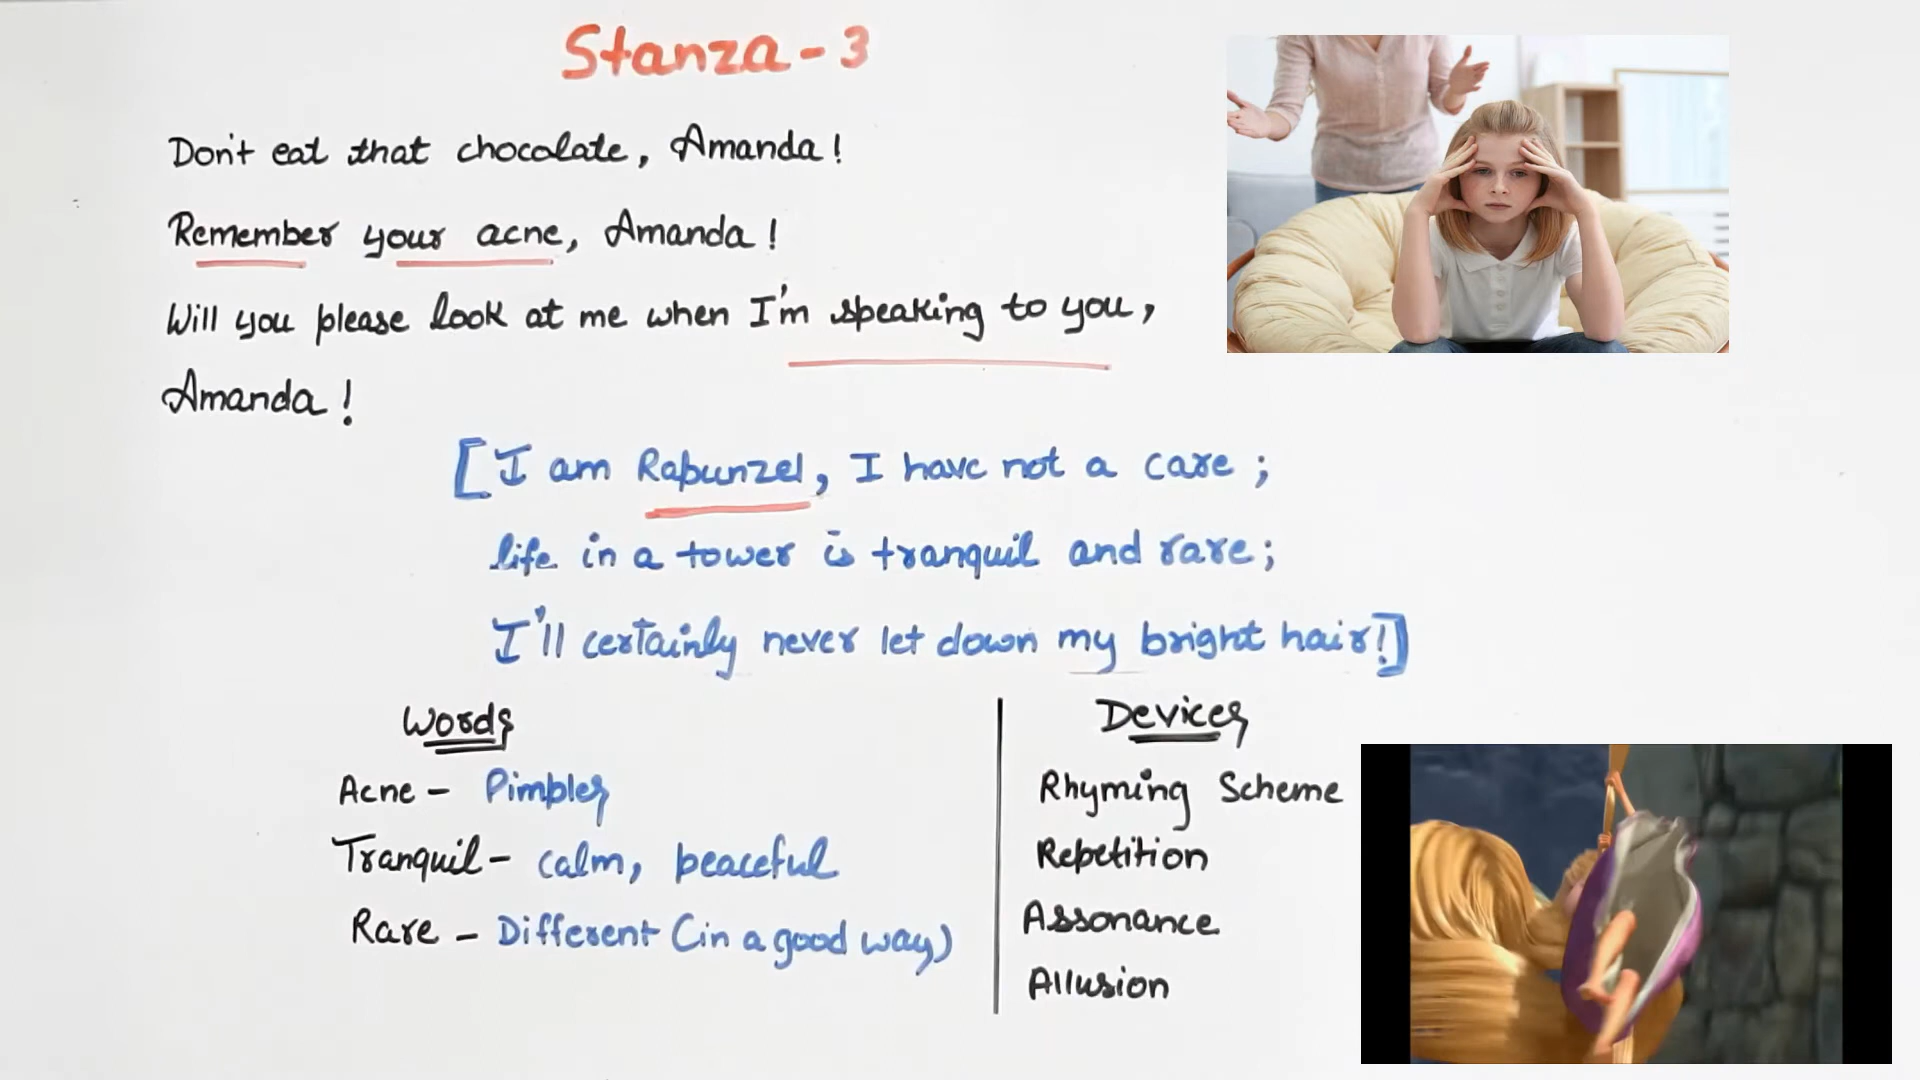 Stanza-3
Don't eat that chocolate, Amanda!
Remember your acne, Amanda!
Will you please look at me when I'm speaking to you,
Amanda!
[I am Rapunzel, I have not a care;
life in a tower is tranquil and rare;
I'll certainly never let down my bright hair!]
Words
Acne - Pimples
Tranquil - calm, peaceful
Rare - Different (in a good way)
Devices
Rhyming Scheme
Repetition
Assonance
Allusion